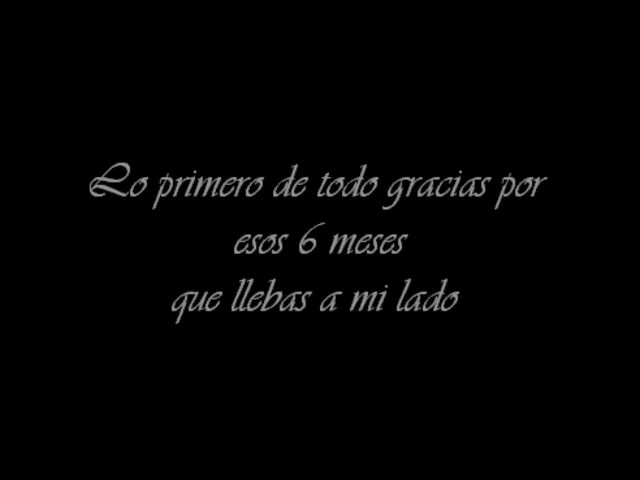 Lo primero de todo gracias por
esos 6 meses
que llebas a mi lado